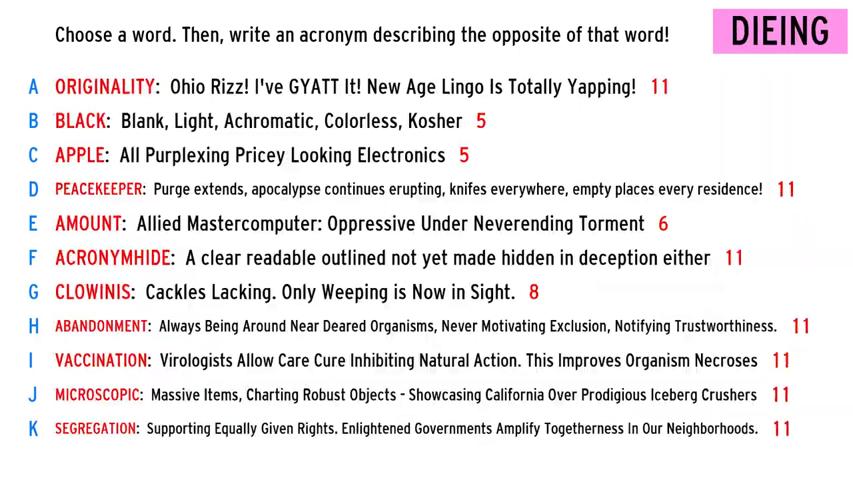 Choose a word. Then, write an acronym describing the opposite of that word!
DIEING
A ORIGINALITY: Ohio Rizz! I've GYATT It! New Age Lingo Is Totally Yapping! 11
B BLACK: Blank, Light, Achromatic, Colorless, Kosher 5
C APPLE: All Purplexing Pricey Looking Electronics 5
D PEACEKEEPER: Purge extends, apocalypse continues erupting, knifes everywhere, empty places every residence! 11
E AMOUNT: Allied Mastercomputer: Oppressive Under Neverending Torment 6
F ACRONYMHIDE: A clear readable outlined not yet made hidden in deception either 11
G CLOWINIS: Cackles Lacking. Only Weeping is Now in Sight. 8
H ABANDONMENT: Always Being Around Near Deared Organisms, Never Motivating Exclusion, Notifying Trustworthiness. 11
I VACCINATION: Virologists Allow Care Cure Inhibiting Natural Action. This Improves Organism Necroses 11
J MICROSCOPIC: Massive Items, Charting Robust Objects - Showcasing California Over Prodigious Iceberg Crushers 11
K SEGREGATION: Supporting Equally Given Rights. Enlightened Governments Amplify Togetherness In Our Neighborhoods. 11